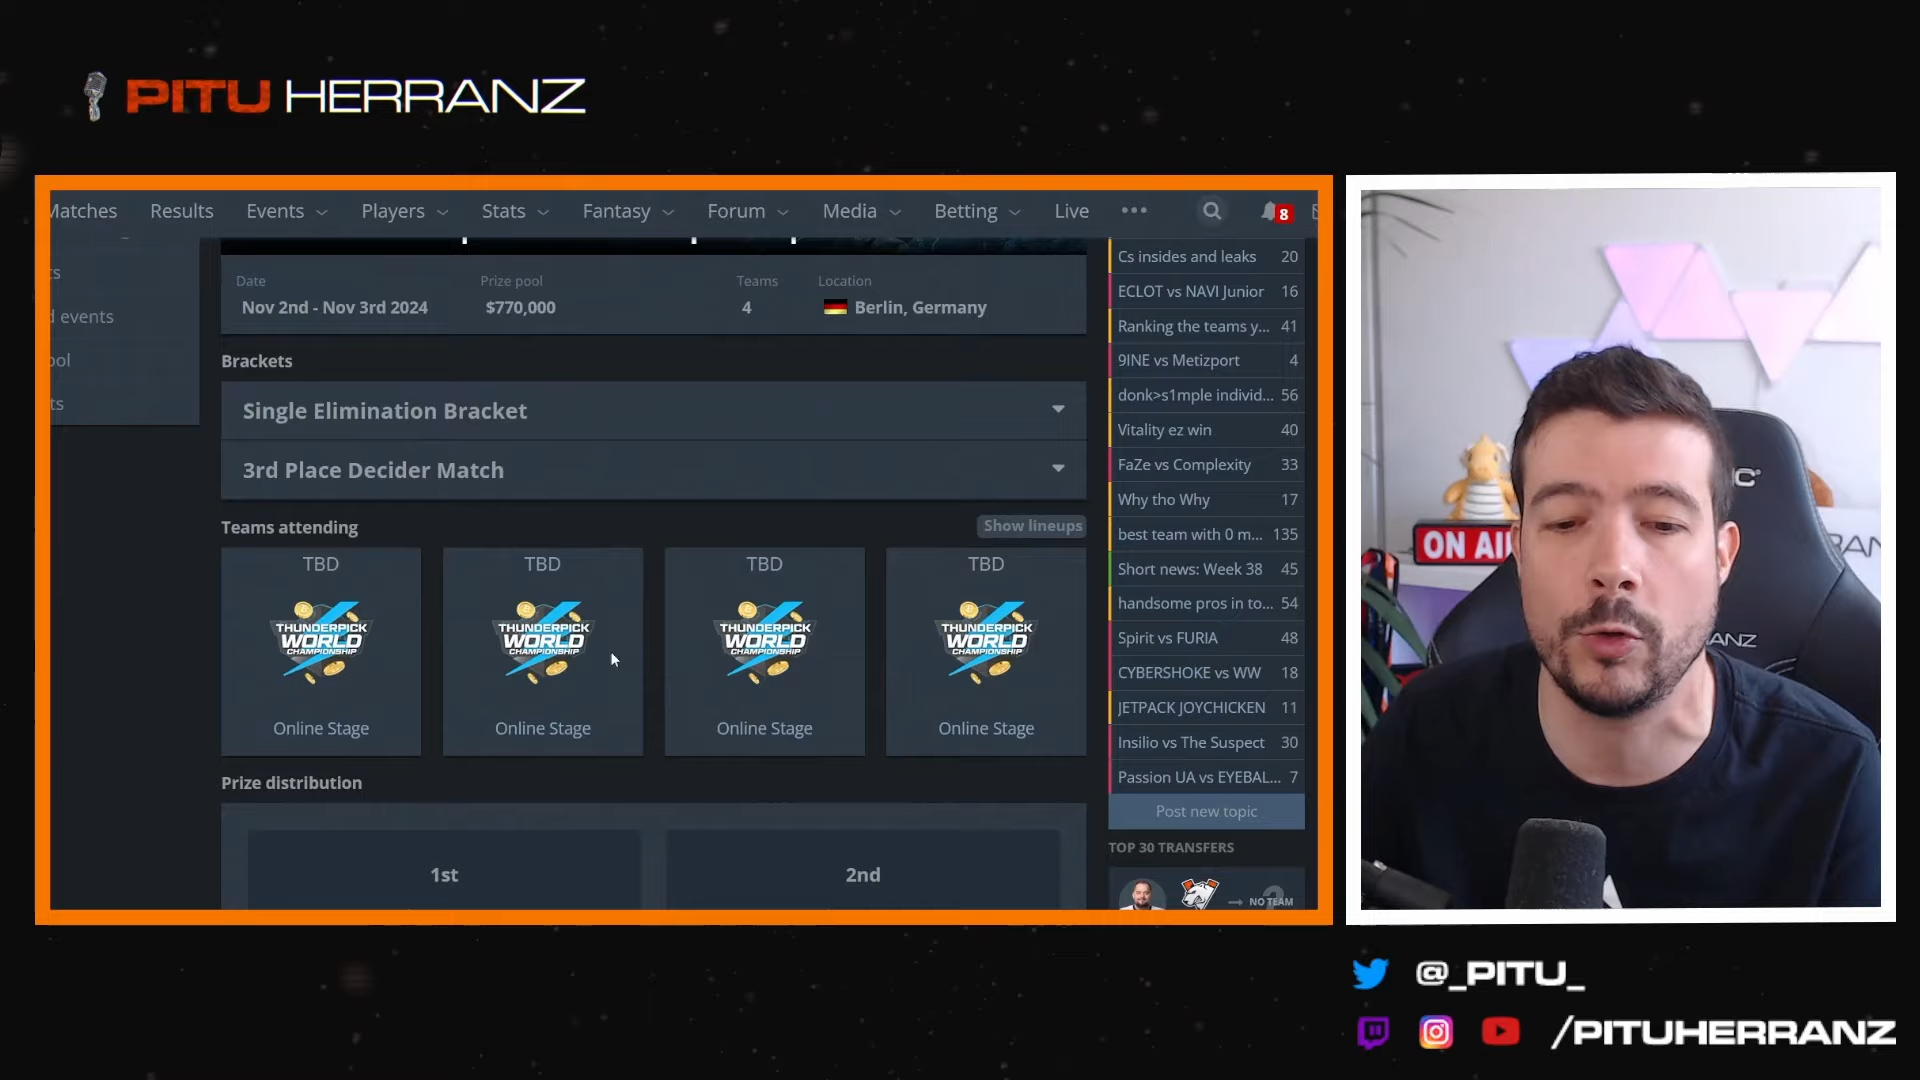 PITU HERRANZ
Matches Results Events Players Stats Fantasy Forum Media Betting Live 8
ts
d events
ool
ts
Date Prize pool Teams Location
Nov 2nd - Nov 3rd 2024 $770,000 4 Berlin, Germany
Brackets
Single Elimination Bracket
3rd Place Decider Match
Teams attending Show lineups
TBD TBD TBD TBD
THUNDERPICK WORLD CHAMPIONSHIP
THUNDERPICK WORLD CHAMPIONSHIP
THUNDERPICK WORLD CHAMPIONSHIP
THUNDERPICK WORLD CHAMPIONSHIP
Online Stage Online Stage Online Stage Online Stage
Prize distribution
1st 2nd
Cs insides and leaks 20
ECLOT vs NAVI Junior 16
Ranking the teams y... 41
9INE vs Metizport 4
donk>s1mple individ... 56
Vitality ez win 40
FaZe vs Complexity 33
Why tho Why 17
best team with 0 m... 135
Short news: Week 38 45
handsome pros in to... 54
Spirit vs FURIA 48
CYBERSHOKE vs WW 18
JETPACK JOYCHICKEN 11
Insilio vs The Suspect 30
Passion UA vs EYEBAL... 7
Post new topic
TOP 30 TRANSFERS
NO TEAM
ON AI
@_PITU_
/PITUHERRANZ